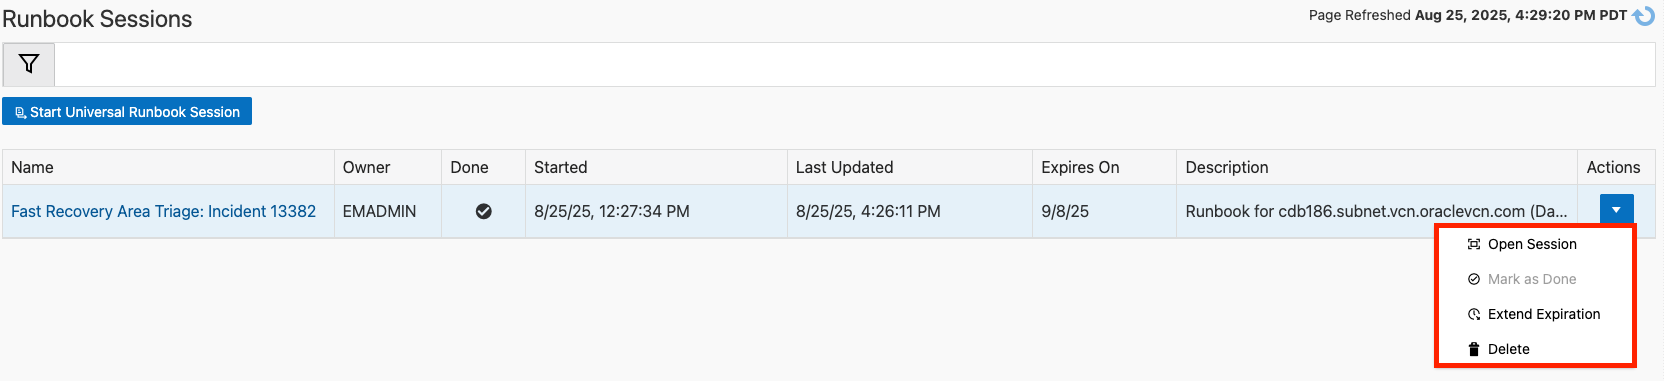 Runbook Sessions
Page Refreshed Aug 25, 2025, 4:29:20 PM PDT
Start Universal Runbook Session
Name Owner Done Started Last Updated Expires On Description Actions
Fast Recovery Area Triage: Incident 13382 EMADMIN 8/25/25, 12:27:34 PM 8/25/25, 4:26:11 PM 9/8/25 Runbook for cdb186.subnet.vcn.oraclevcn.com (Da...
Open Session
Mark as Done
Extend Expiration
Delete